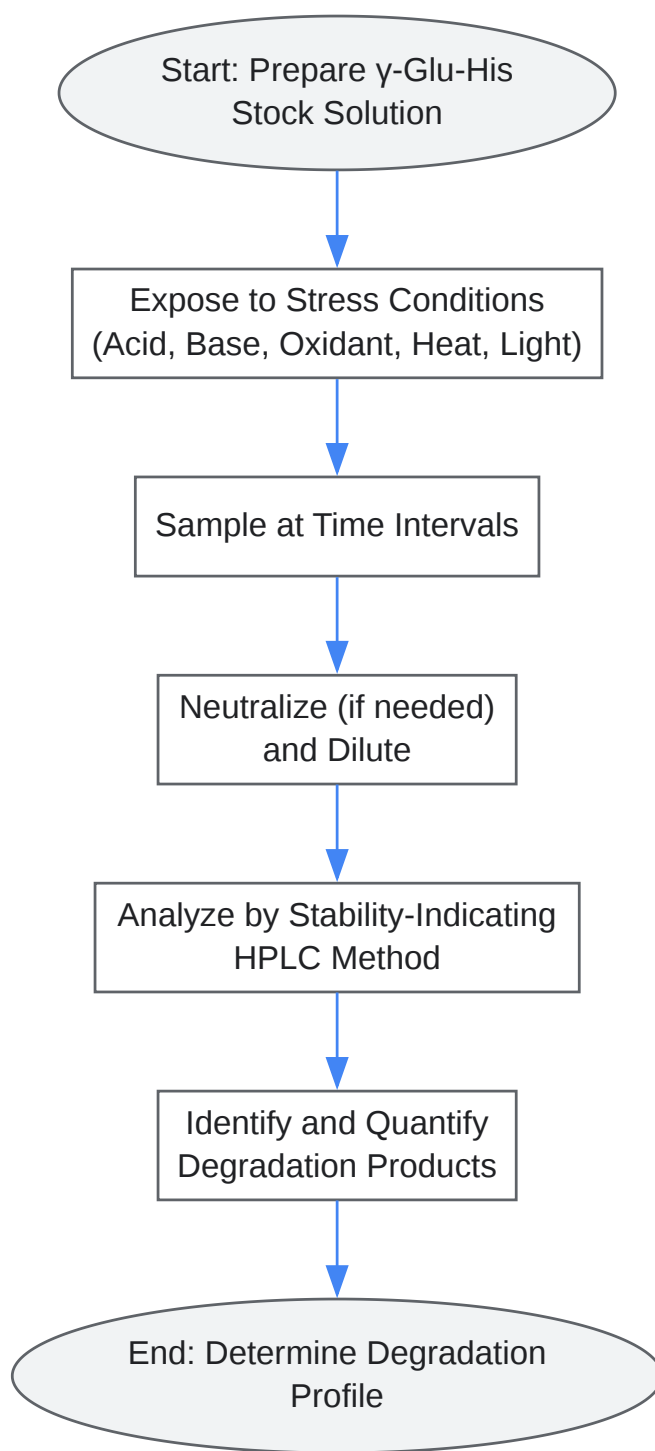 Start: Prepare γ-Glu-His
Stock Solution
Expose to Stress Conditions
(Acid, Base, Oxidant, Heat, Light)
Sample at Time Intervals
Neutralize (if needed)
and Dilute
Analyze by Stability-Indicating
HPLC Method
Identify and Quantify
Degradation Products
End: Determine Degradation
Profile